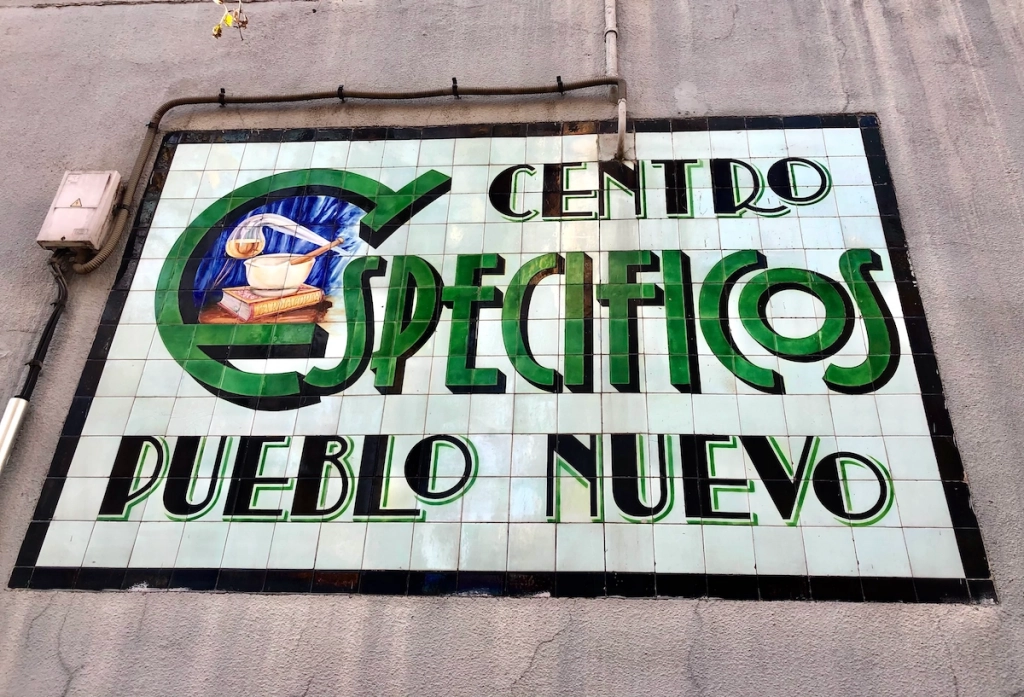 CENTRO
ESPECIFICOS
PUEBLO NUEVO